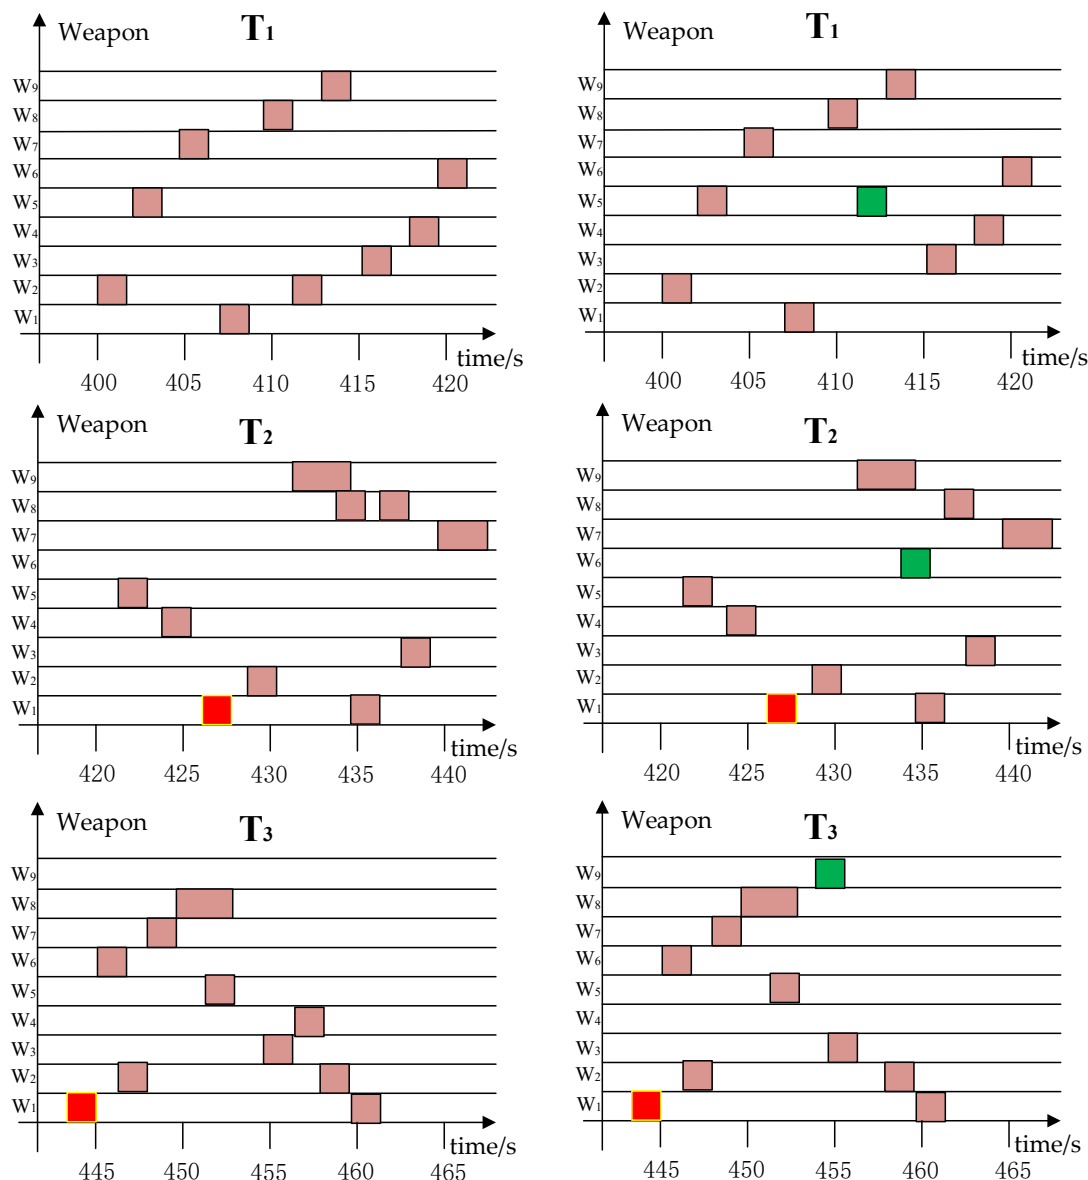 Weapon T₁
W₉
W₈
W₇
W₆
W₅
W₄
W₃
W₂
W₁
time/s
400 405 410 415 420
Weapon T₁
W₉
W₈
W₇
W₆
W₅
W₄
W₃
W₂
W₁
time/s
400 405 410 415 420
Weapon T₂
W₉
W₈
W₇
W₆
W₅
W₄
W₃
W₂
W₁
time/s
420 425 430 435 440
Weapon T₂
W₉
W₈
W₇
W₆
W₅
W₄
W₃
W₂
W₁
time/s
420 425 430 435 440
Weapon T₃
W₉
W₈
W₇
W₆
W₅
W₄
W₃
W₂
W₁
time/s
445 450 455 460 465
Weapon T₃
W₉
W₈
W₇
W₆
W₅
W₄
W₃
W₂
W₁
time/s
445 450 455 460 465